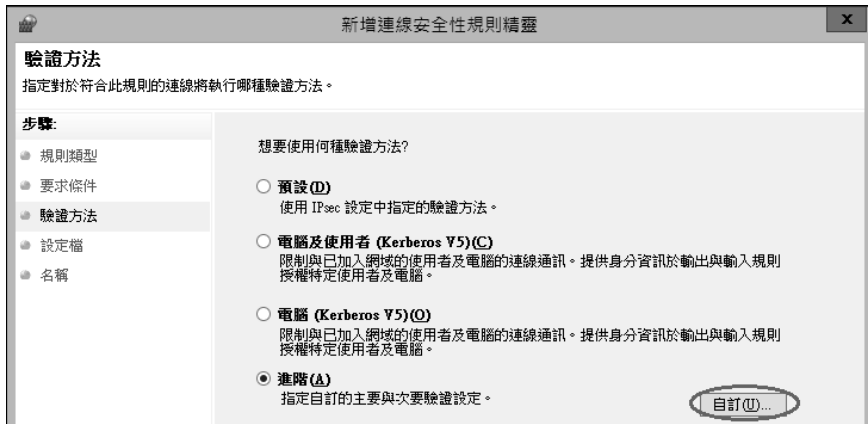 新增連線安全性規則精靈
x
驗證方法
指定對於符合此規則的連線將執行哪種驗證方法。
步驟:
規則類型
要求條件
驗證方法
設定檔
名稱
想要使用何種驗證方法?
預設(D)
使用 IPsec 設定中指定的驗證方法。
電腦及使用者 (Kerberos V5)(C)
限制與已加入網域的使用者及電腦的連線通訊。提供身分資訊於輸出與輸入規則
授權特定使用者及電腦。
電腦 (Kerberos V5)(O)
限制與已加入網域的使用者及電腦的連線通訊。提供身分資訊於輸出與輸入規則
授權特定使用者及電腦。
進階(A)
指定自訂的主要與次要驗證設定。
自訂(U)...